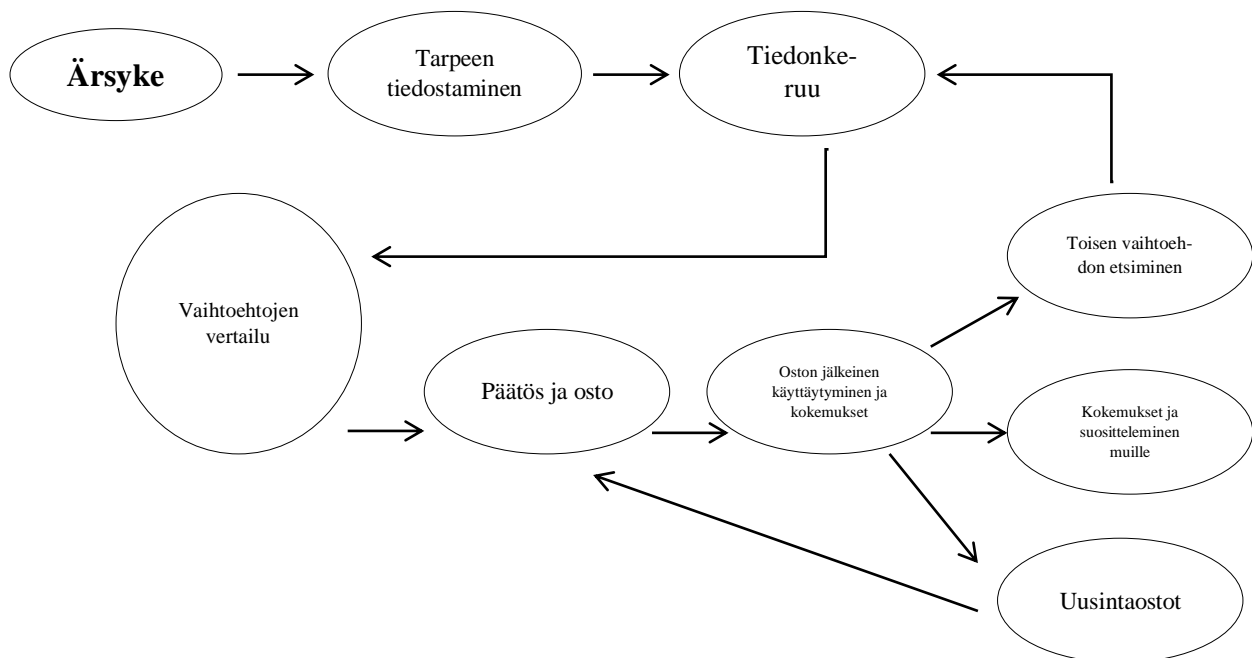 Ärsyke
Tarpeen
tiedostaminen
Tiedonke-
ruu
Toisen vaihtoeh-
don etsiminen
Vaihtoehtojen
vertailu
Päätös ja osto
Oston jälkeinen
käyttäytyminen ja
kokemukset
Kokemukset ja
suositteleminen
muille
Uusintaostot